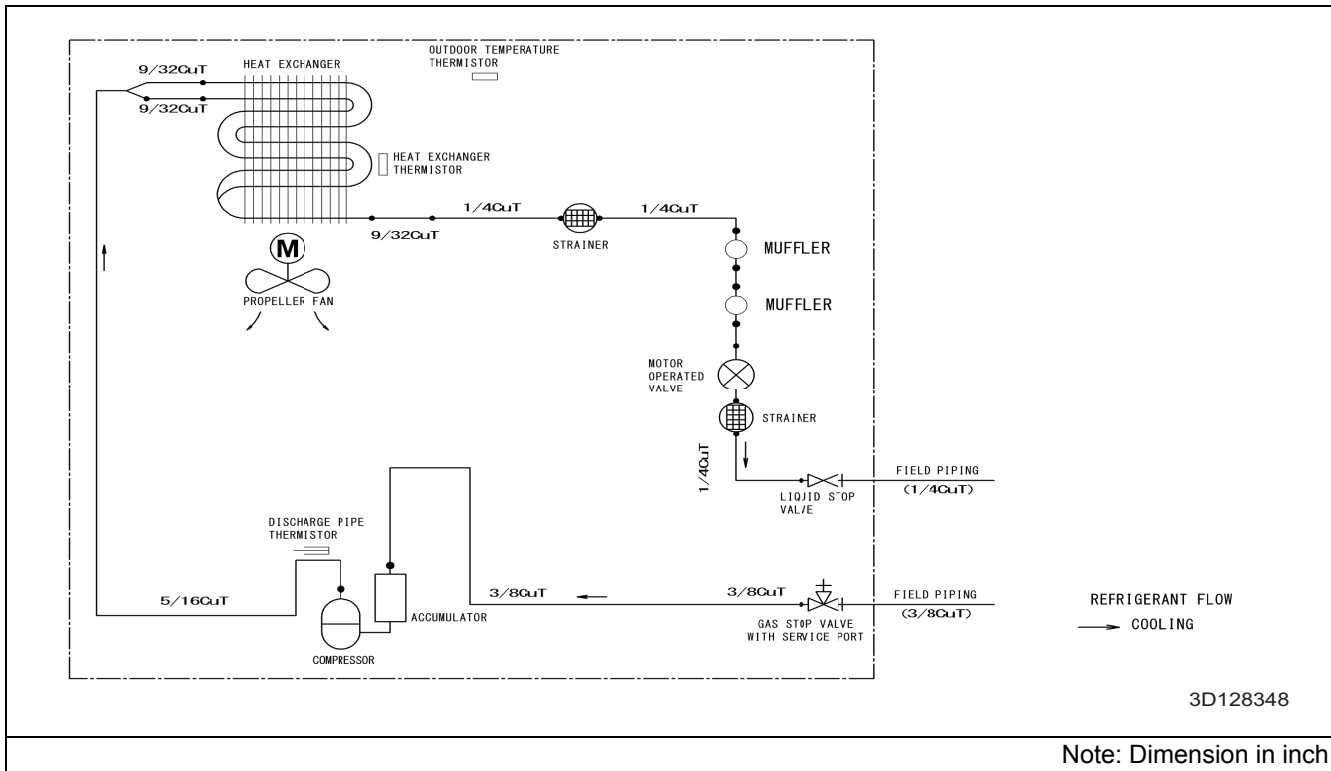 OUTDOOR TEMPERATURE
THERMISTOR
9/32CuT
HEAT EXCHANGER
9/32CuT
HEAT EXCHANGER
THERMISTOR
1/4CuT
1/4CuT
9/32CuT
STRAINER
M
MUFFLER
PROPELLER FAN
MUFFLER
MOTOR
OPERATED
VALVE
STRAINER
1/4CuT
FIELD PIPING
(1/4CuT)
LIQUID STOP
VALVE
DISCHARGE PIPE
THERMISTOR
5/16CuT
ACCUMULATOR
3/8CuT
3/8CuT
FIELD PIPING
(3/8CuT)
GAS STOP VALVE
WITH SERVICE PORT
COMPRESSOR
REFRIGERANT FLOW
COOLING
3D128348
Note: Dimension in inch